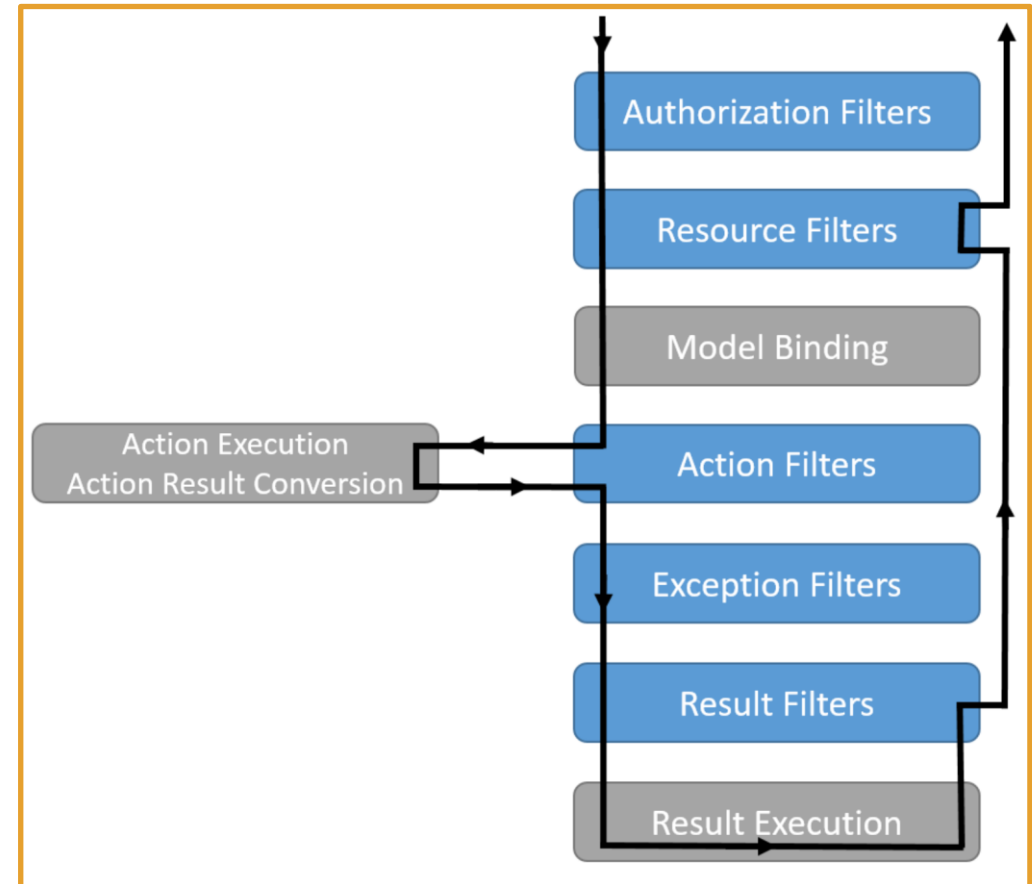 Authorization Filters
Resource Filters
Model Binding
Action Execution
Action Result Conversion
Action Filters
Exception Filters
Result Filters
Result Execution